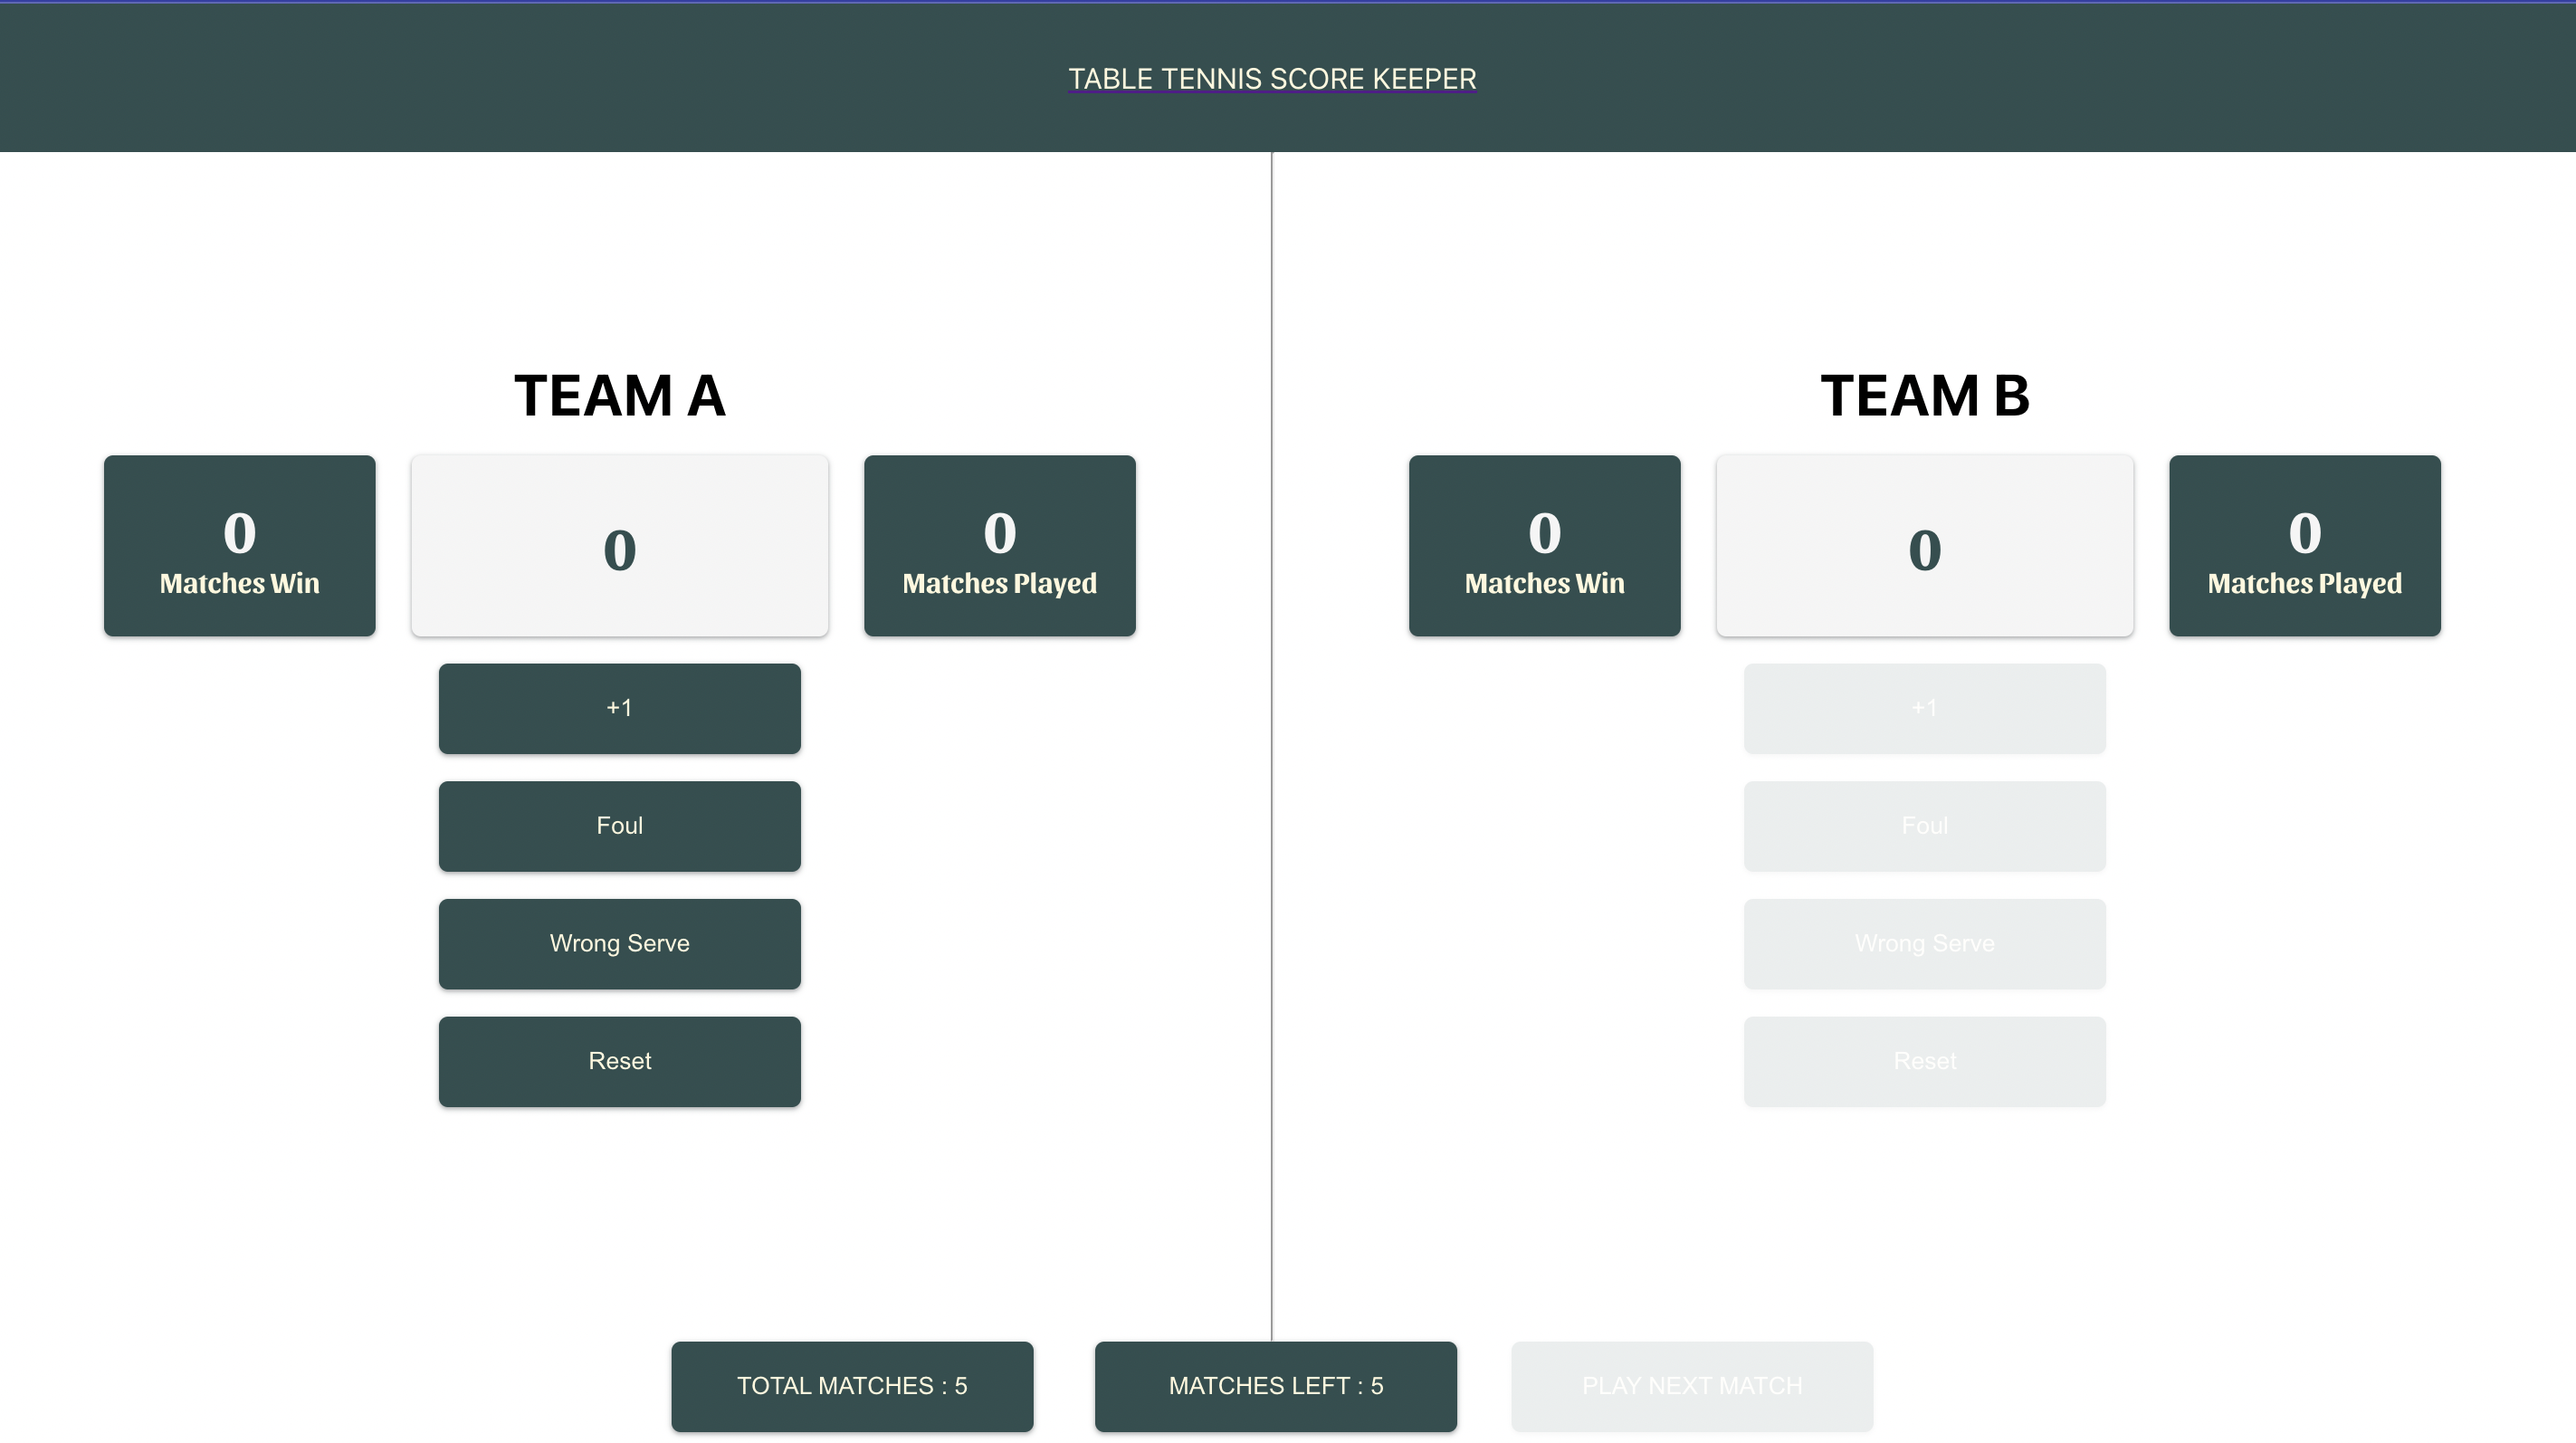 TABLE TENNIS SCORE KEEPER
TEAM A
0
Matches Win
0
0
Matches Played
+1
Foul
Wrong Serve
Reset
TEAM B
0
Matches Win
0
0
Matches Played
+1
Foul
Wrong Serve
Reset
TOTAL MATCHES : 5
MATCHES LEFT : 5
PLAY NEXT MATCH